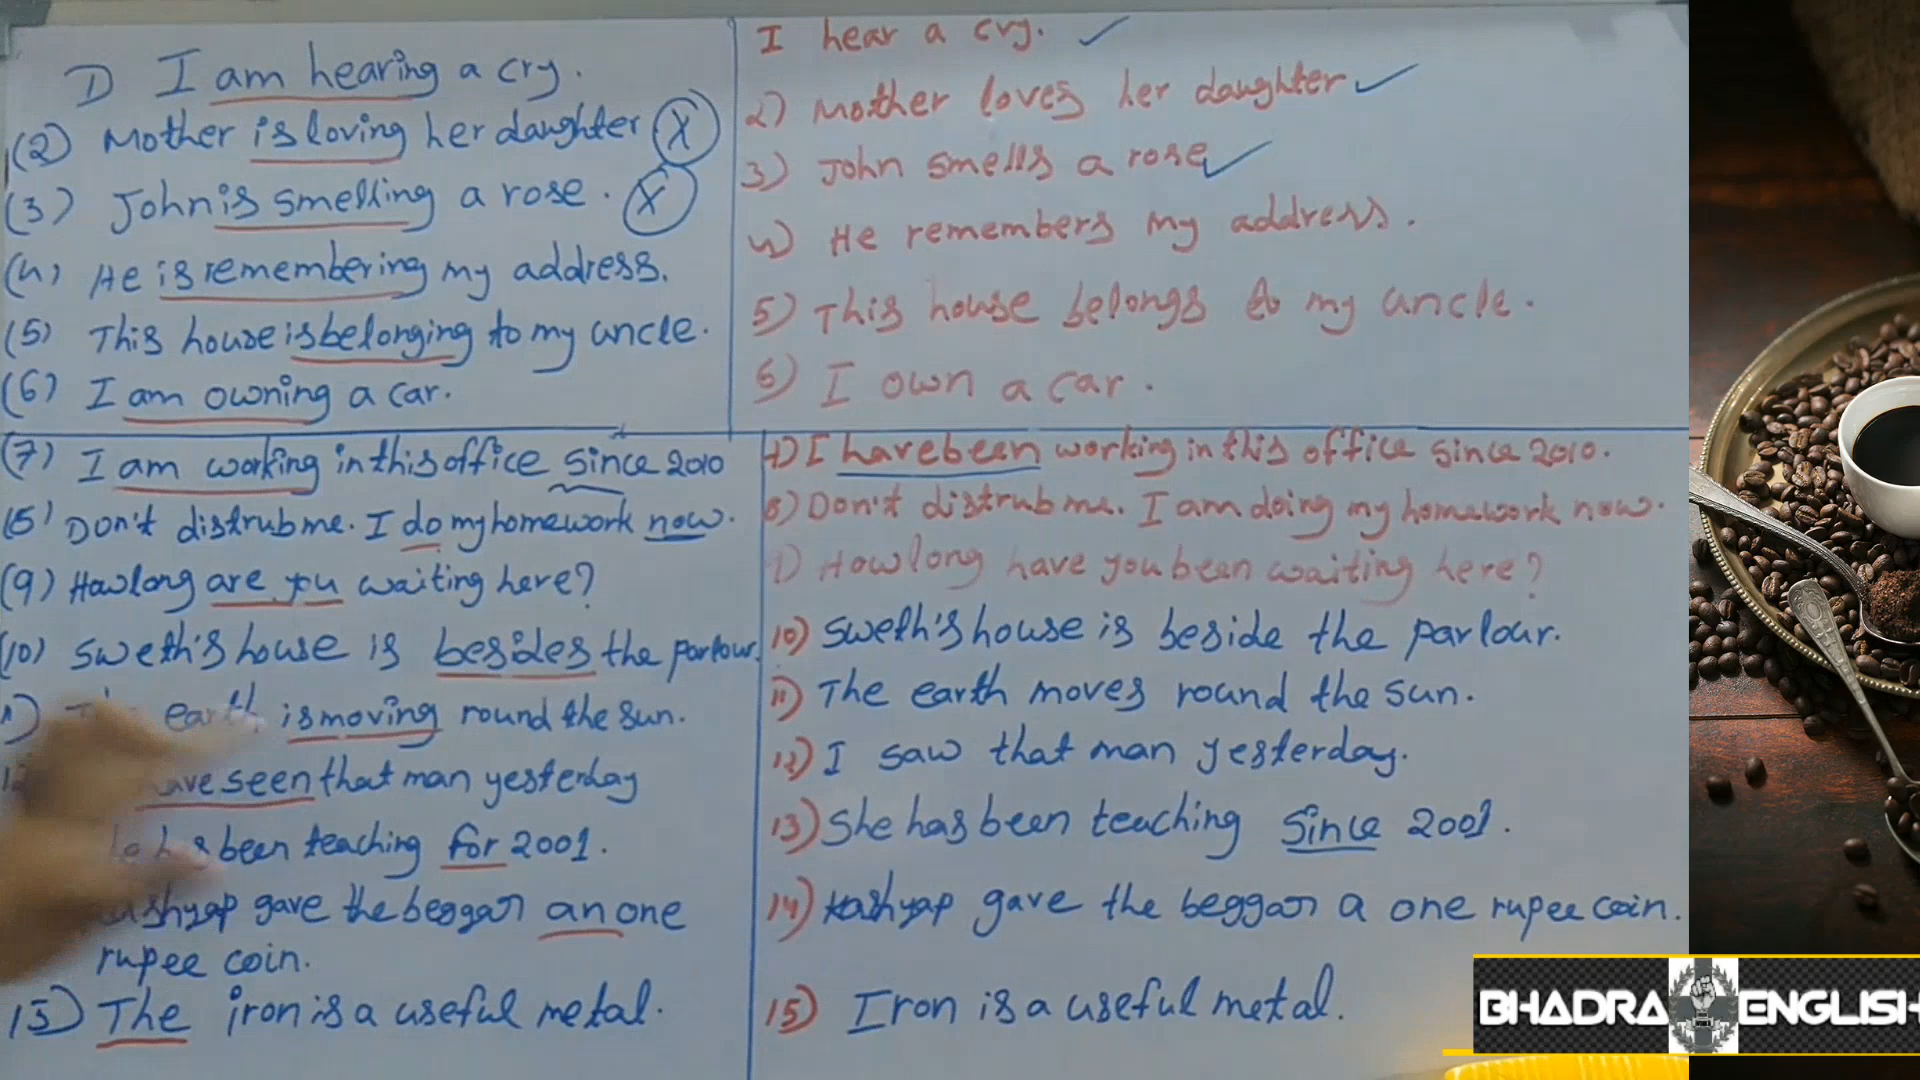 1) I am hearing a cry.
(2) Mother is loving her daughter X
(3) John is smelling a rose. X
(4) He is remembering my address.
(5) This house is belonging to my uncle.
(6) I am owning a car.
I hear a cry. ✓
2) Mother loves her daughter ✓
3) John smells a rose ✓
4) He remembers my address.
5) This house belongs to my uncle.
6) I own a car.
(7) I am working in this office since 2010
Don't distrub me. I do my homework now.
(9) How long are you waiting here?
(10) Sweth's house is besides the parlour.
earth is moving round the sun.
have seen that man yesterday
been teaching for 2001.
gave the beggar an one
rupee coin.
15) The iron is a useful metal.
7) I have been working in this office since 2010.
8) Don't distrub me. I am doing my homework now.
How long have you been waiting here?
10) Sweth's house is beside the parlour.
11) The earth moves round the sun.
12) I saw that man yesterday.
13) She has been teaching since 2001.
14) Kashyap gave the beggar a one rupee coin.
15) Iron is a useful metal.
BHADRA ENGLISH